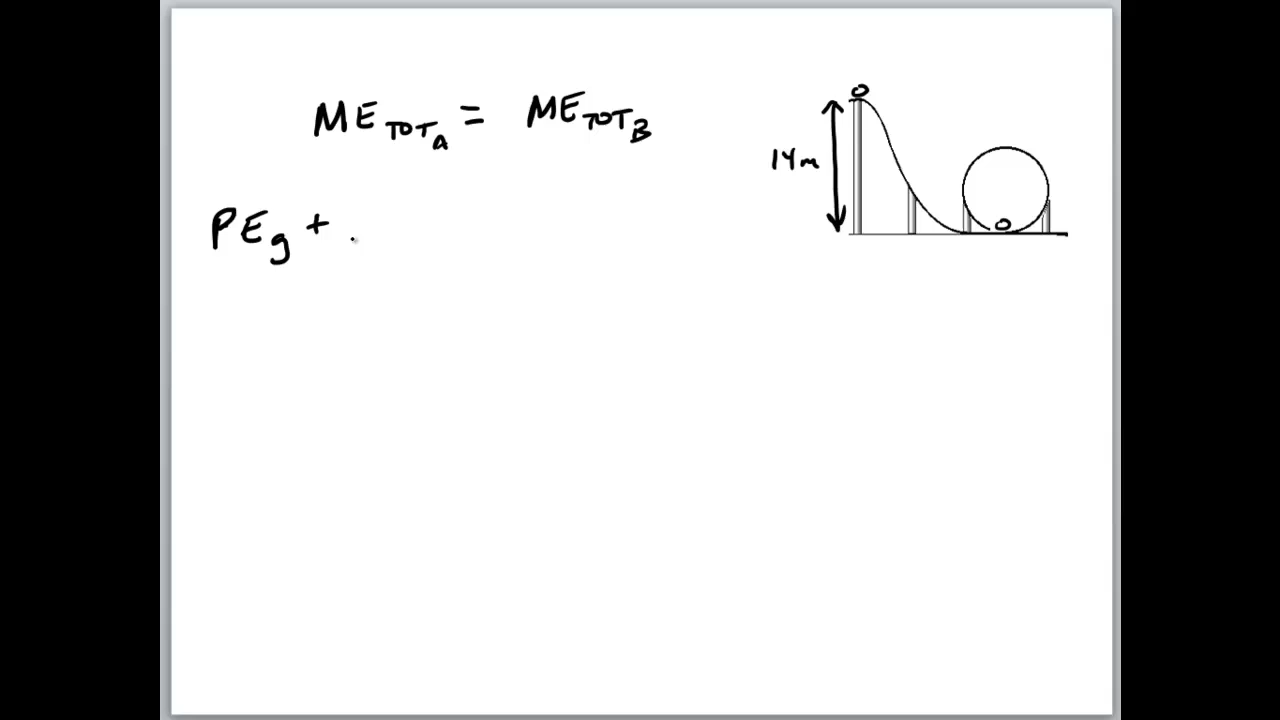 ME_TOT_A = ME_TOT_B
14m
PE_g +